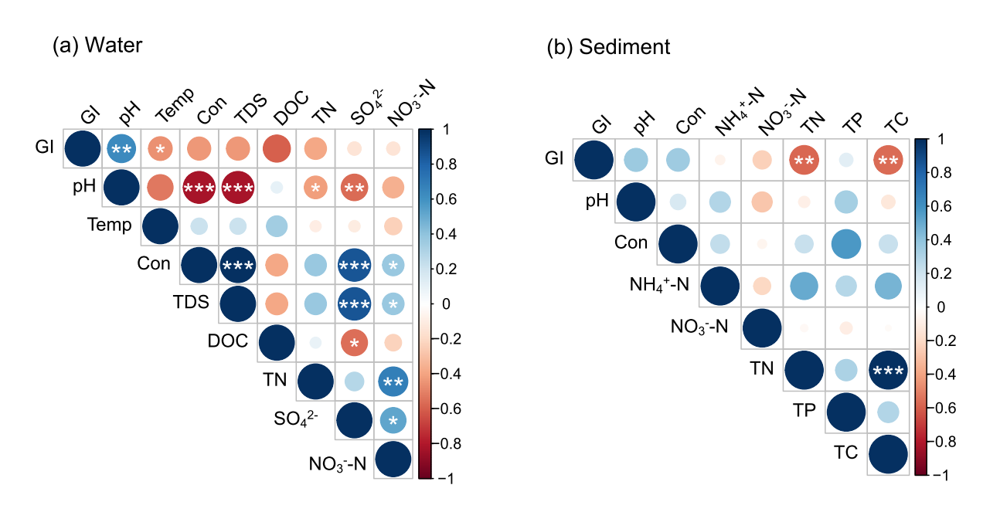 (a) Water
GI pH Temp Con TDS DOC TN SO₄²⁻ NO₃⁻-N
GI ** *
pH *** *** * **
Temp
Con *** *** *
TDS *** *
DOC *
TN **
SO₄²⁻ *
NO₃⁻-N
1
0.8
0.6
0.4
0.2
0
−0.2
−0.4
−0.6
−0.8
−1
(b) Sediment
GI pH Con NH₄⁺-N NO₃⁻-N TN TP TC
GI ** **
pH
Con
NH₄⁺-N
NO₃⁻-N
TN ***
TP
TC
1
0.8
0.6
0.4
0.2
0
−0.2
−0.4
−0.6
−0.8
−1